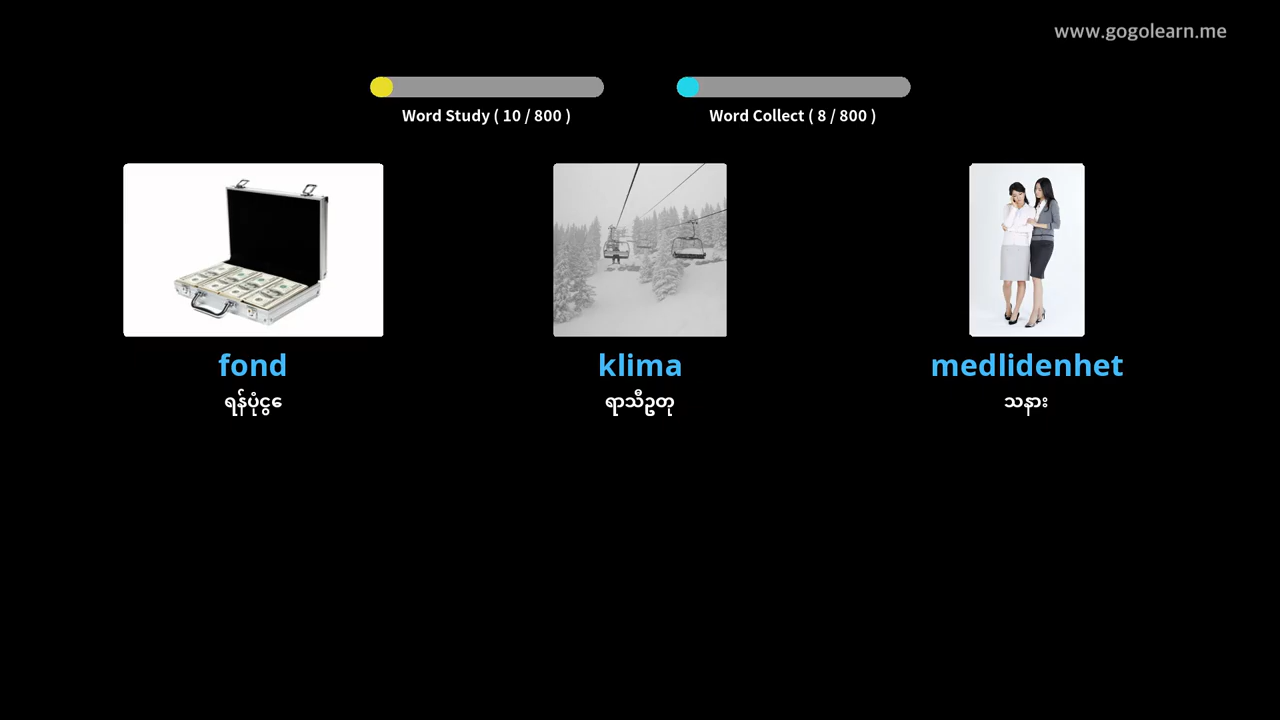 www.gogolearn.me
Word Study ( 10 / 800 )
Word Collect ( 8 / 800 )
fond
ရန်ပုံငွေ
klima
ရာသီဥတု
medlidenhet
သနား